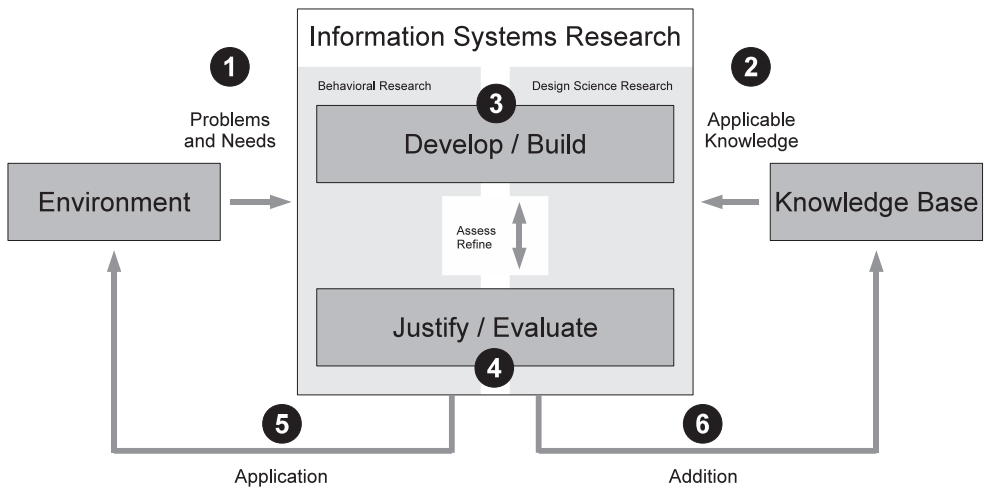 Information Systems Research
1
2
Behavioral Research
Design Science Research
3
Problems
and Needs
Applicable
Knowledge
Develop / Build
Environment
Knowledge Base
Assess
Refine
Justify / Evaluate
4
5
6
Application
Addition